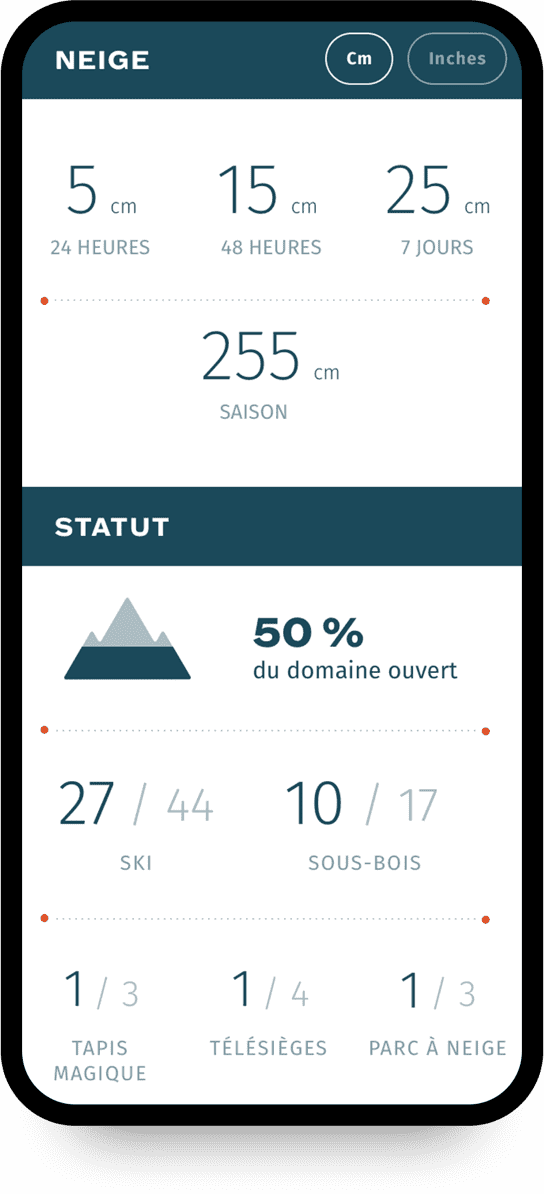 NEIGE Cm Inches
5 cm 15 cm 25 cm
24 HEURES 48 HEURES 7 JOURS
255 cm
SAISON
STATUT
50 %
du domaine ouvert
27 / 44 10 / 17
SKI SOUS-BOIS
1 / 3 1 / 4 1 / 3
TAPIS TÉLÉSIÈGES PARC À NEIGE
MAGIQUE